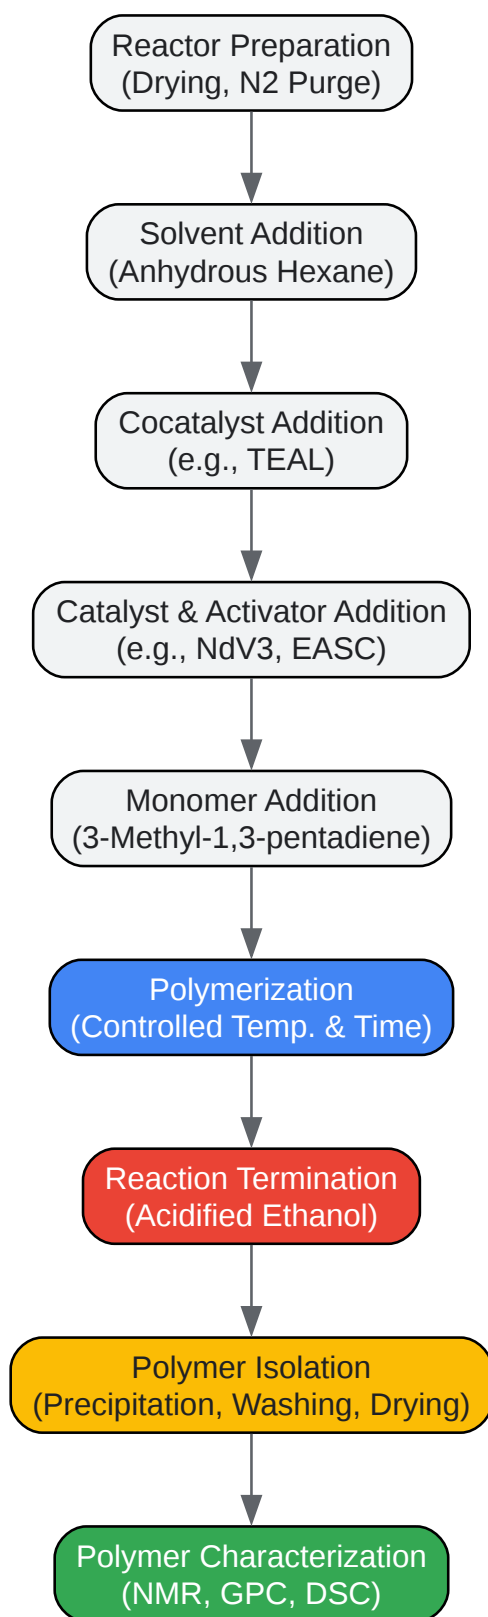 Reactor Preparation
(Drying, N2 Purge)
Solvent Addition
(Anhydrous Hexane)
Cocatalyst Addition
(e.g., TEAL)
Catalyst & Activator Addition
(e.g., NdV3, EASC)
Monomer Addition
(3-Methyl-1,3-pentadiene)
Polymerization
(Controlled Temp. & Time)
Reaction Termination
(Acidified Ethanol)
Polymer Isolation
(Precipitation, Washing, Drying)
Polymer Characterization
(NMR, GPC, DSC)